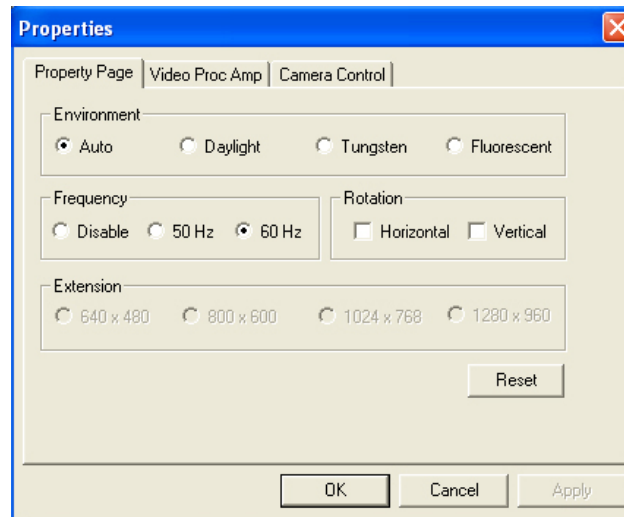 Properties
Property Page Video Proc Amp Camera Control
Environment
Auto Daylight Tungsten Fluorescent
Frequency
Disable 50 Hz 60 Hz
Rotation
Horizontal Vertical
Extension
640 x 480 800 x 600 1024 x 768 1280 x 960
Reset
OK Cancel Apply